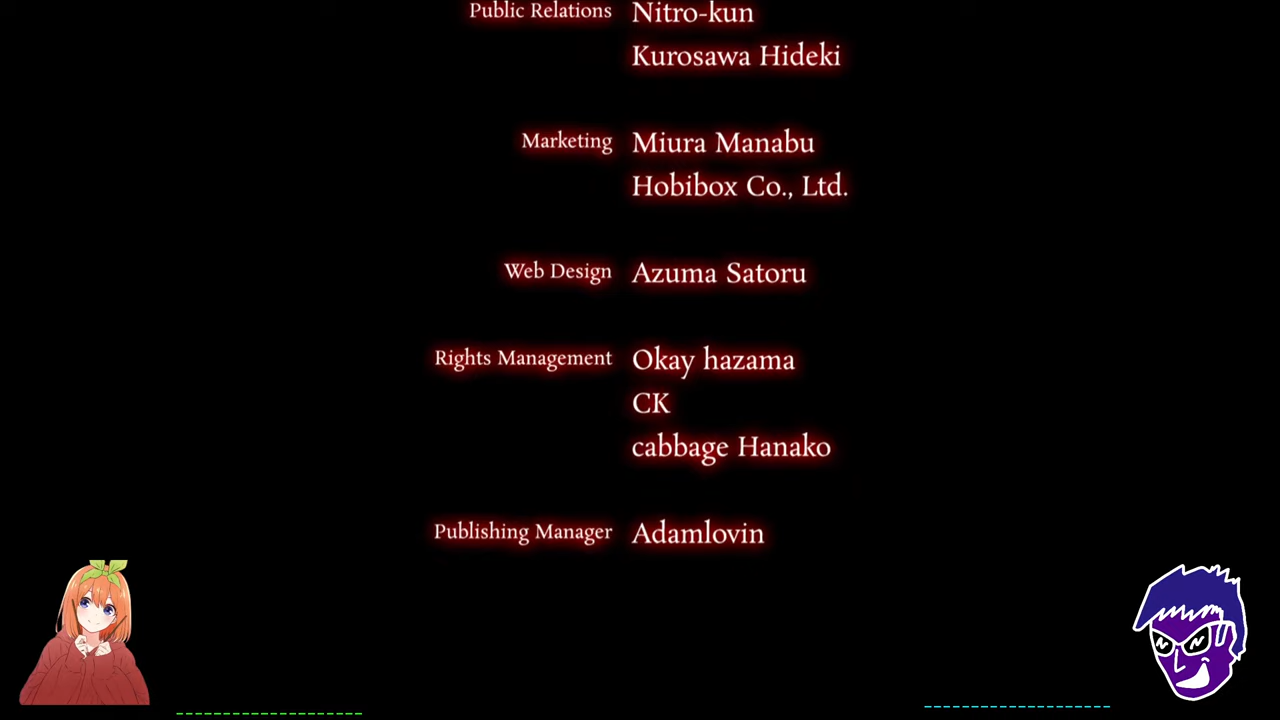 Public Relations Nitro-kun
Kurosawa Hideki
Marketing Miura Manabu
Hobibox Co., Ltd.
Web Design Azuma Satoru
Rights Management Okay hazama
CK
cabbage Hanako
Publishing Manager Adamlovin